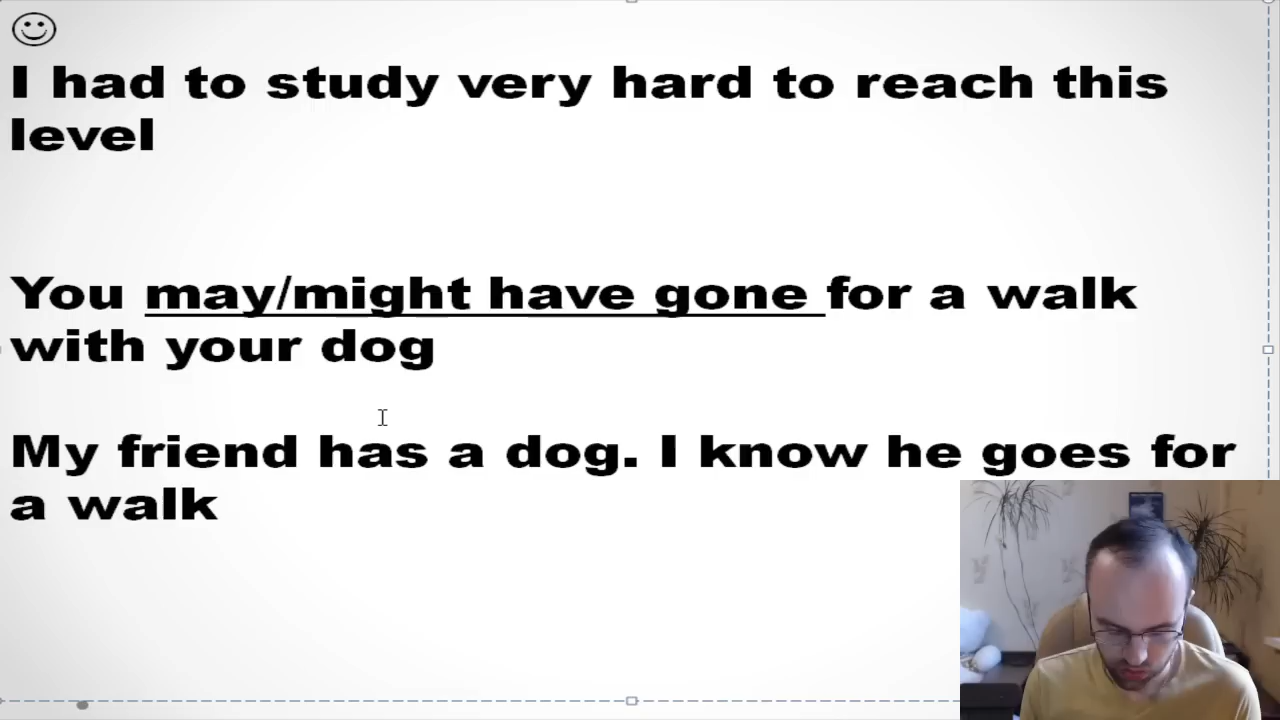 I had to study very hard to reach this
level
You may/might have gone for a walk
with your dog
My friend has a dog. I know he goes for
a walk